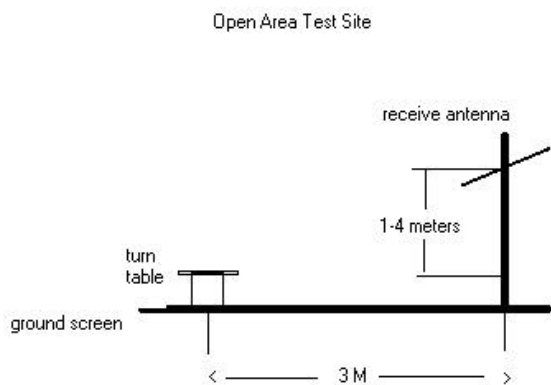 Open Area Test Site
receive antenna
1-4 meters
turn
table
ground screen
3 M